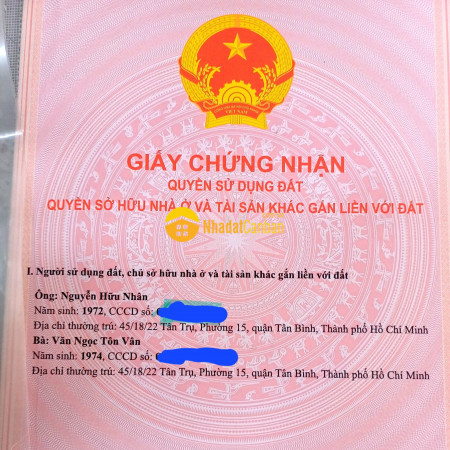 VIỆT NAM
GIẤY CHỨNG NHẬN
QUYỀN SỬ DỤNG ĐẤT
QUYỀN SỞ HỮU NHÀ Ở VÀ TÀI SẢN KHÁC GẮN LIỀN VỚI ĐẤT
NhadatCanban
I. Người sử dụng đất, chủ sở hữu nhà ở và tài sản khác gắn liền với đất
Ông: Nguyễn Hữu Nhân
Năm sinh: 1972, CCCD số:
Địa chỉ thường trú: 45/18/22 Tân Trụ, Phường 15, quận Tân Bình, Thành phố Hồ Chí Minh
Bà: Văn Ngọc Tôn Vân
Năm sinh: 1974, CCCD số:
Địa chỉ thường trú: 45/18/22 Tân Trụ, Phường 15, quận Tân Bình, Thành phố Hồ Chí Minh